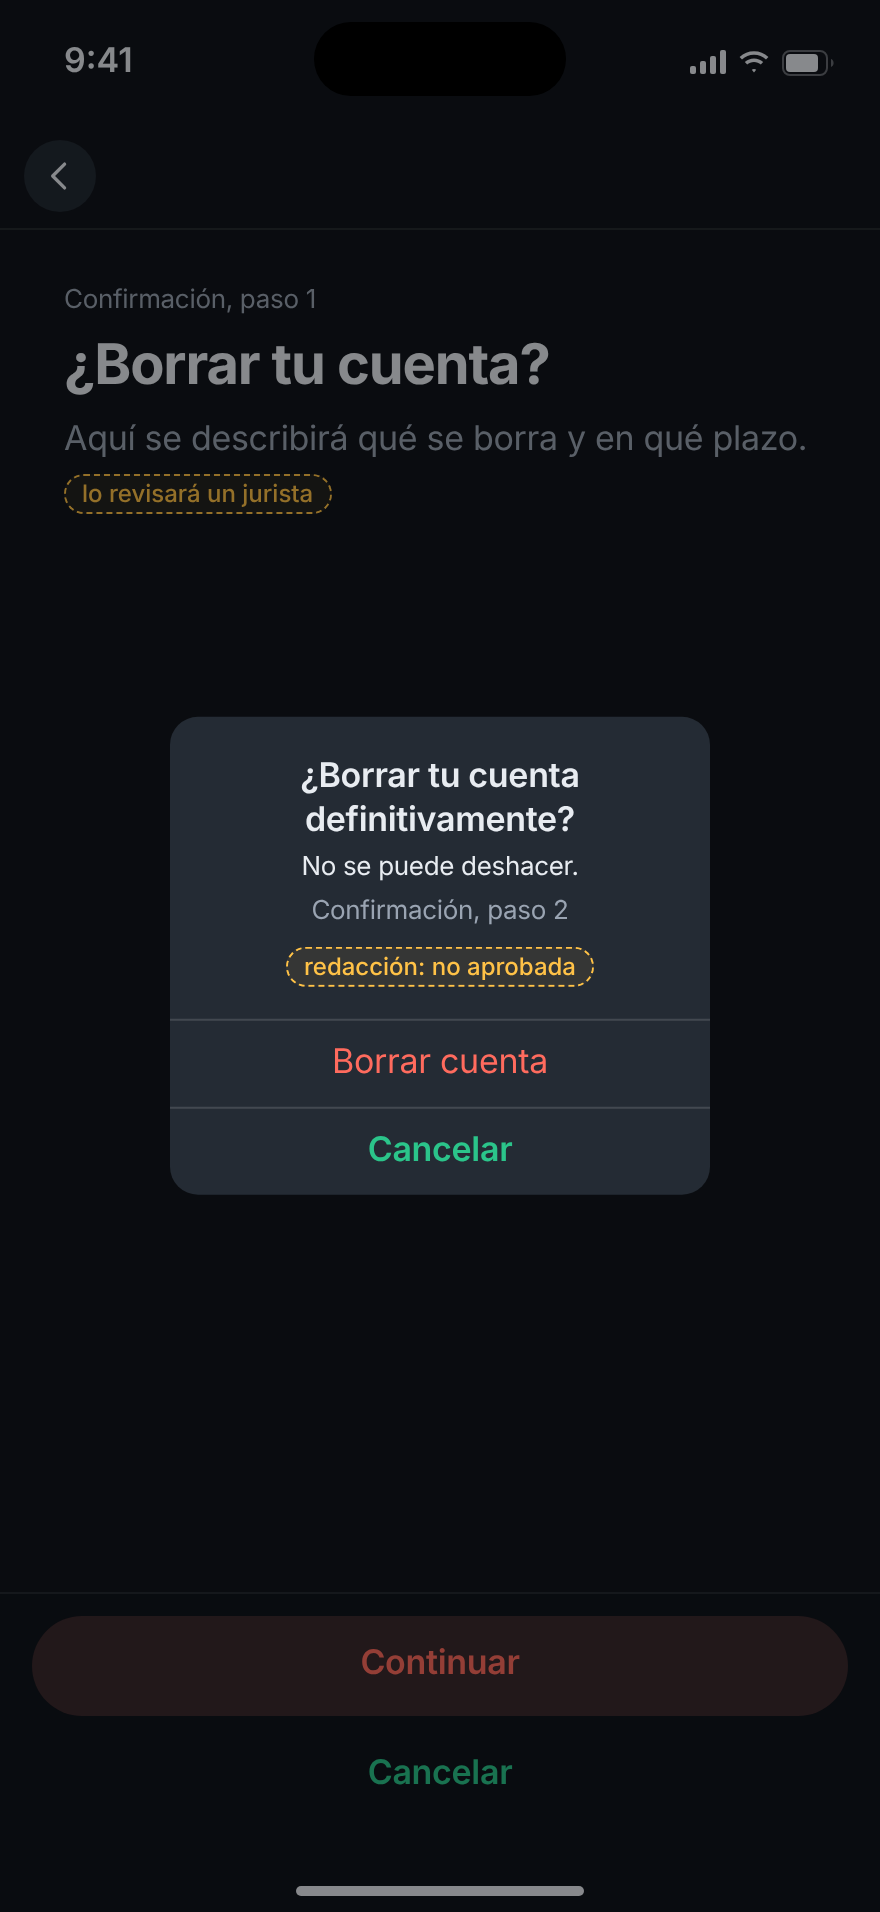 9:41
Confirmación, paso 1
¿Borrar tu cuenta?
Aquí se describirá qué se borra y en qué plazo.
lo revisará un jurista
¿Borrar tu cuenta
definitivamente?
No se puede deshacer.
Confirmación, paso 2
redacción: no aprobada
Borrar cuenta
Cancelar
Continuar
Cancelar